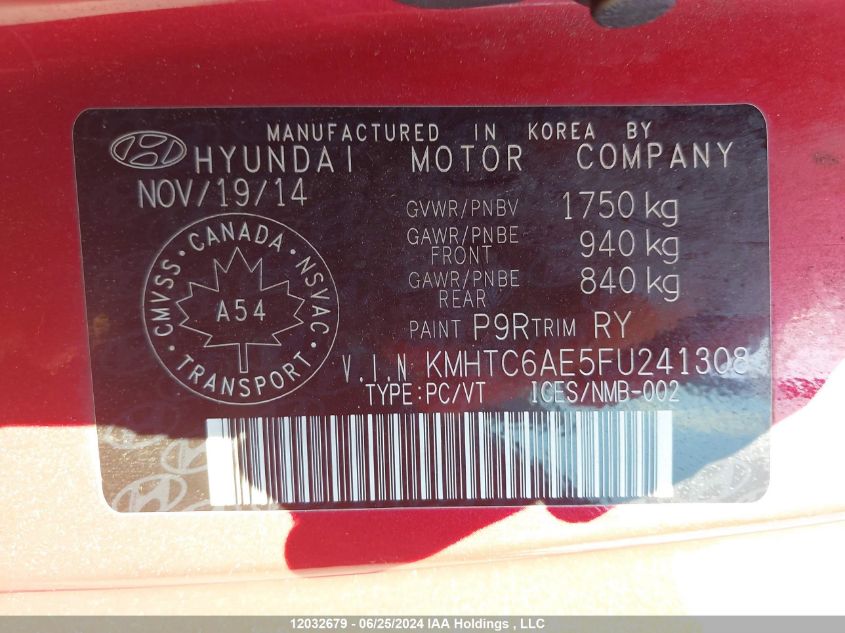 MANUFACTURED IN KOREA BY
HYUNDAI MOTOR COMPANY
NOV/19/14
GVWR/PNBV 1750 kg
GAWR/PNBE FRONT 940 kg
GAWR/PNBE REAR 840 kg
CMVSS · CANADA · NSVAC · TRANSPORT ·
A54
PAINT P9R TRIM RY
V.I.N KMHTC6AE5FU241308
TYPE:PC/VT ICES/NMB-002
12032679 - 06/25/2024 IAA Holdings , LLC